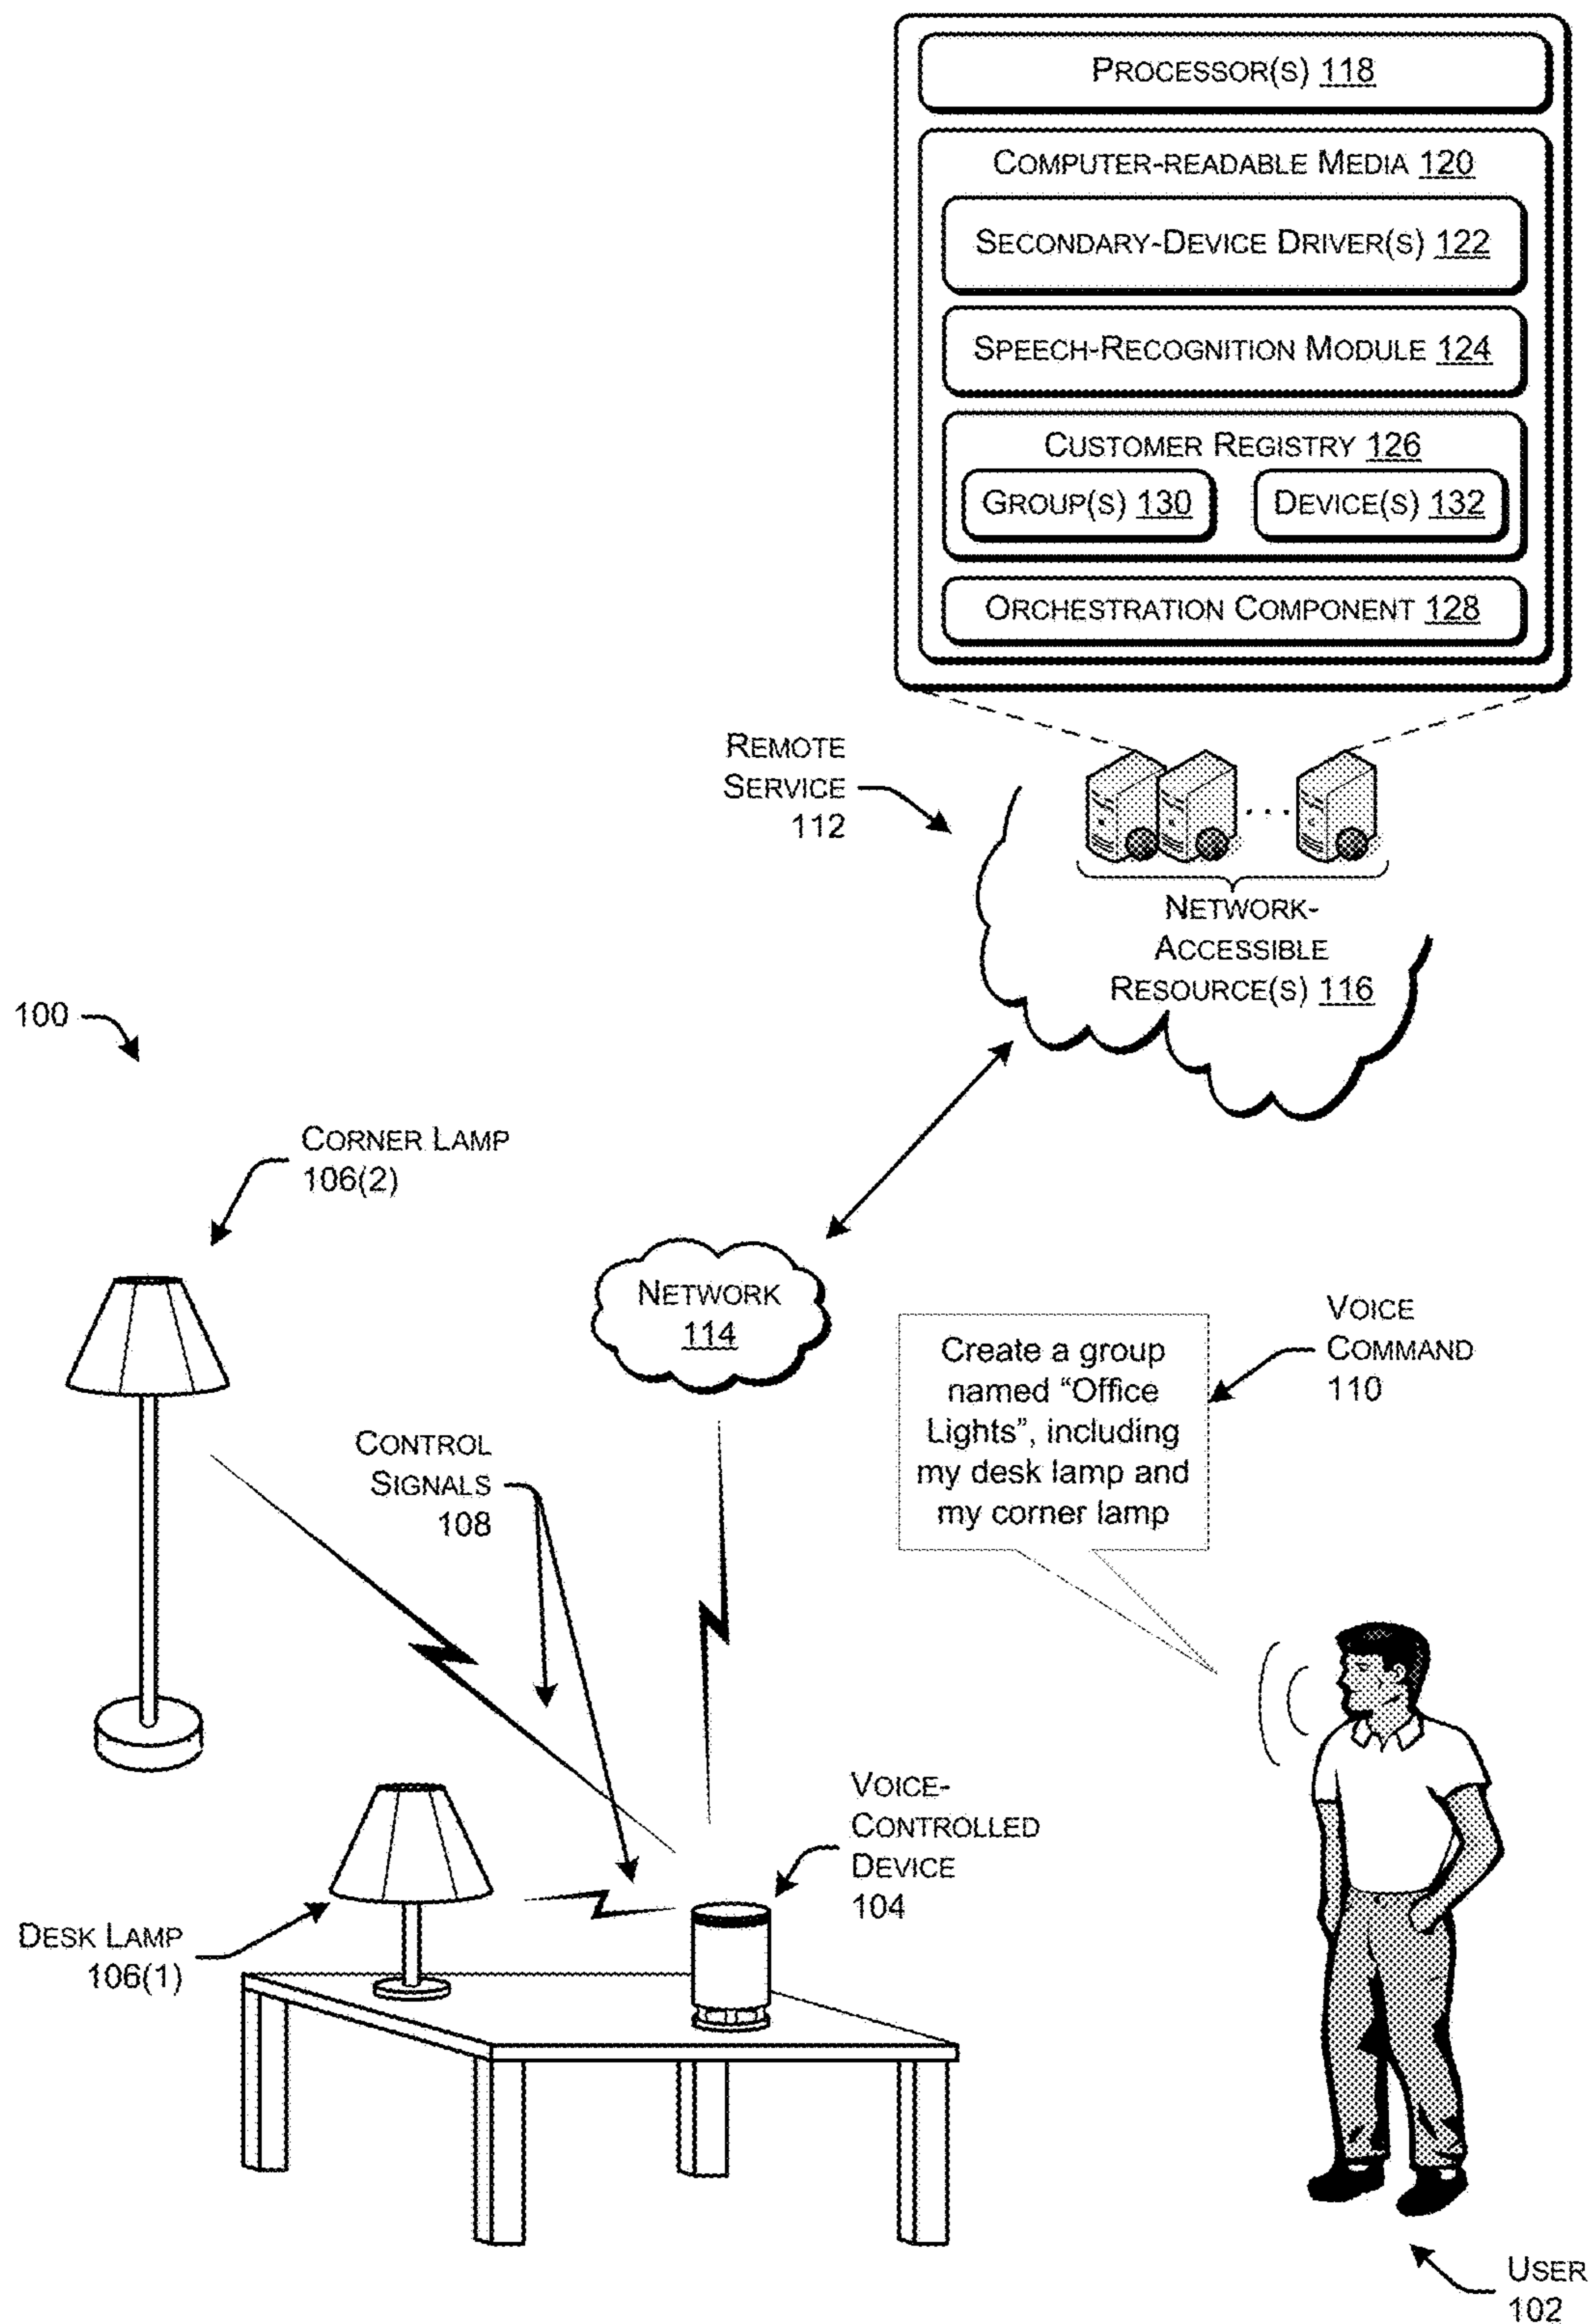 PROCESSOR(S) 118
COMPUTER-READABLE MEDIA 120
SECONDARY-DEVICE DRIVER(S) 122
SPEECH-RECOGNITION MODULE 124
CUSTOMER REGISTRY 126
GROUP(S) 130
DEVICE(S) 132
ORCHESTRATION COMPONENT 128
REMOTE
SERVICE
112
NETWORK-
ACCESSIBLE
RESOURCE(S) 116
100
CORNER LAMP
106(2)
NETWORK
114
VOICE
COMMAND
110
Create a group
named “Office
Lights”, including
my desk lamp and
my corner lamp
CONTROL
SIGNALS
108
VOICE-
CONTROLLED
DEVICE
104
DESK LAMP
106(1)
USER
102